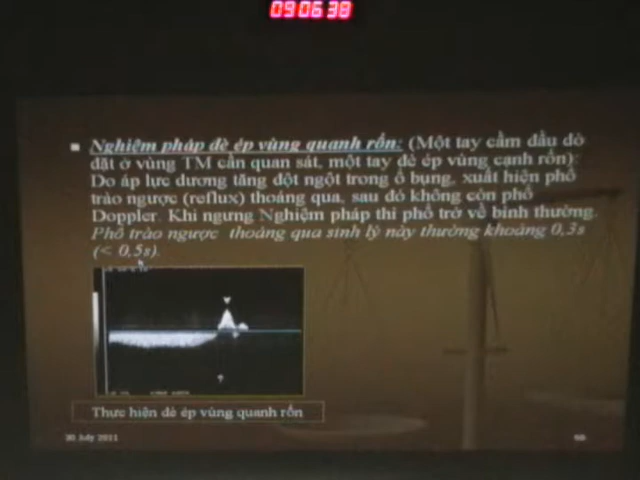 09:06:38
Nghiệm pháp đè ép vùng quanh rốn: (Một tay cầm đầu dò
đặt ở vùng TM cần quan sát, một tay đè ép vùng cạnh rốn):
Do áp lực dương tăng đột ngột trong ổ bụng, xuất hiện phổ
trào ngược (reflux) thoáng qua, sau đó không còn phổ
Doppler. Khi ngưng Nghiệm pháp thì phổ trở về bình thường.
Phổ trào ngược thoáng qua sinh lý này thường khoảng 0,3s
(< 0,5s).
Thực hiện đè ép vùng quanh rốn
30 July 2011